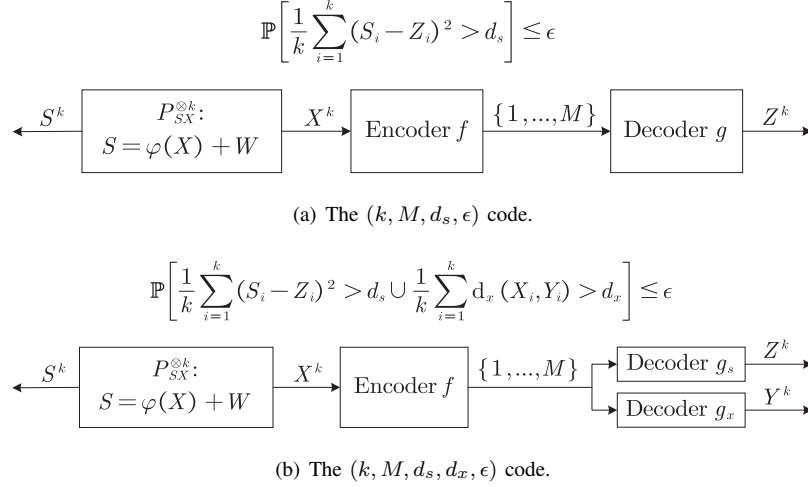 ℙ[1/k ∑_{i=1}^{k} (S_i − Z_i)² > d_s] ≤ ϵ
S^k
P_{SX}^{⊗k}:
S = φ(X) + W
X^k
Encoder f
{1,...,M}
Decoder g
Z^k
(a) The (k, M, d_s, ϵ) code.
ℙ[1/k ∑_{i=1}^{k} (S_i − Z_i)² > d_s ∪ 1/k ∑_{i=1}^{k} d_x (X_i, Y_i) > d_x] ≤ ϵ
S^k
P_{SX}^{⊗k}:
S = φ(X) + W
X^k
Encoder f
{1,...,M}
Decoder g_s
Z^k
Decoder g_x
Y^k
(b) The (k, M, d_s, d_x, ϵ) code.